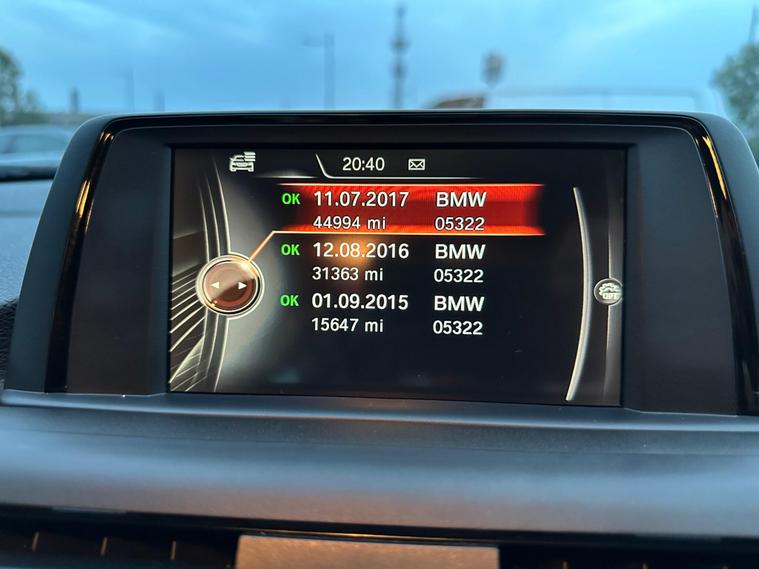 20:40
OK 11.07.2017 BMW
44994 mi 05322
OK 12.08.2016 BMW
31363 mi 05322
OK 01.09.2015 BMW
15647 mi 05322
OPT